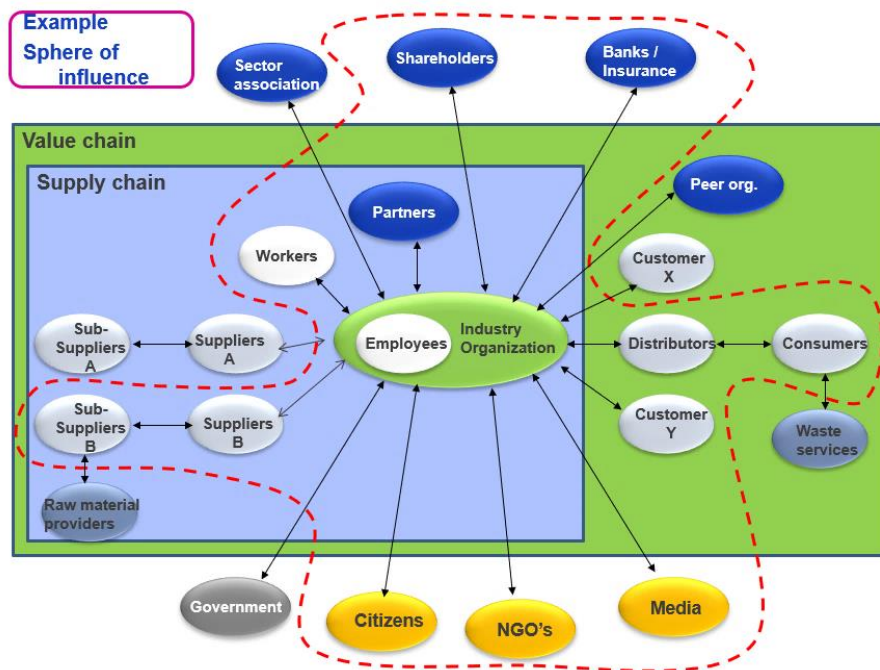 Example
Sphere of
influence
Sector
association
Shareholders
Banks /
Insurance
Value chain
Supply chain
Partners
Peer org.
Workers
Customer
X
Sub-
Suppliers
A
Suppliers
A
Employees
Industry
Organization
Distributors
Consumers
Sub-
Suppliers
B
Suppliers
B
Customer
Y
Waste
services
Raw material
providers
Government
Citizens
NGO's
Media